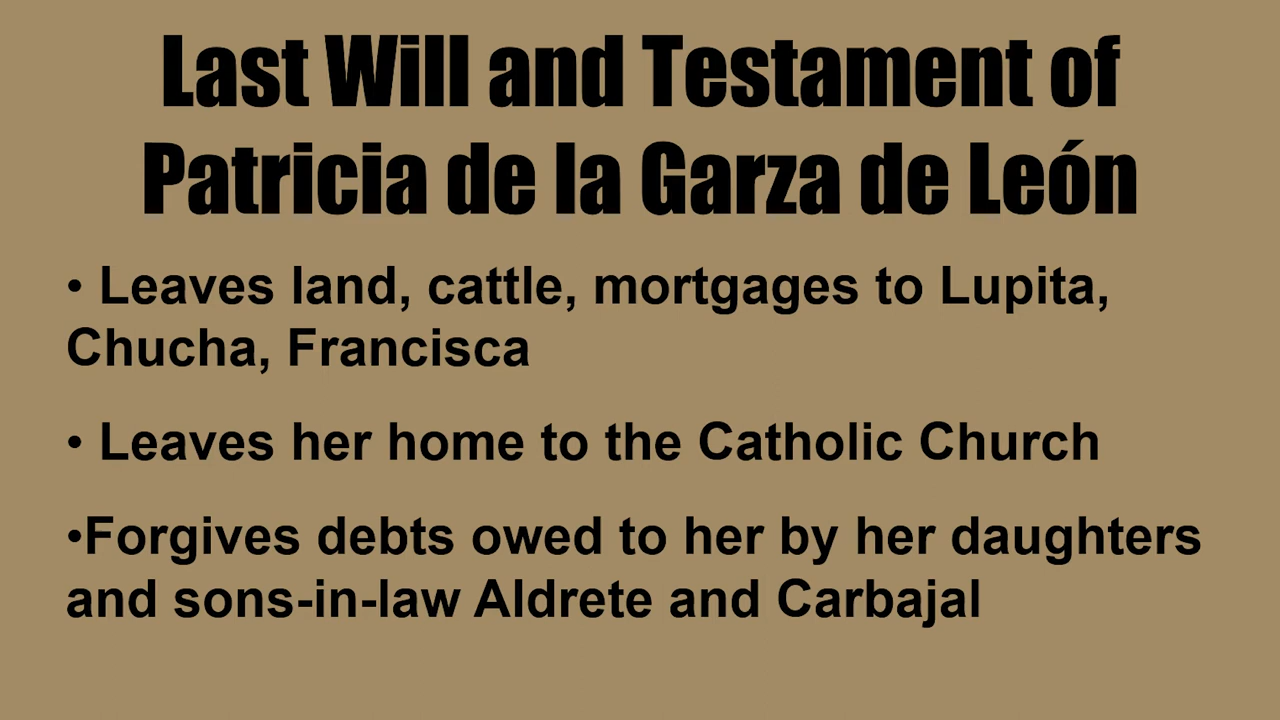 Last Will and Testament of
Patricia de la Garza de León
• Leaves land, cattle, mortgages to Lupita,
Chucha, Francisca
• Leaves her home to the Catholic Church
•Forgives debts owed to her by her daughters
and sons-in-law Aldrete and Carbajal